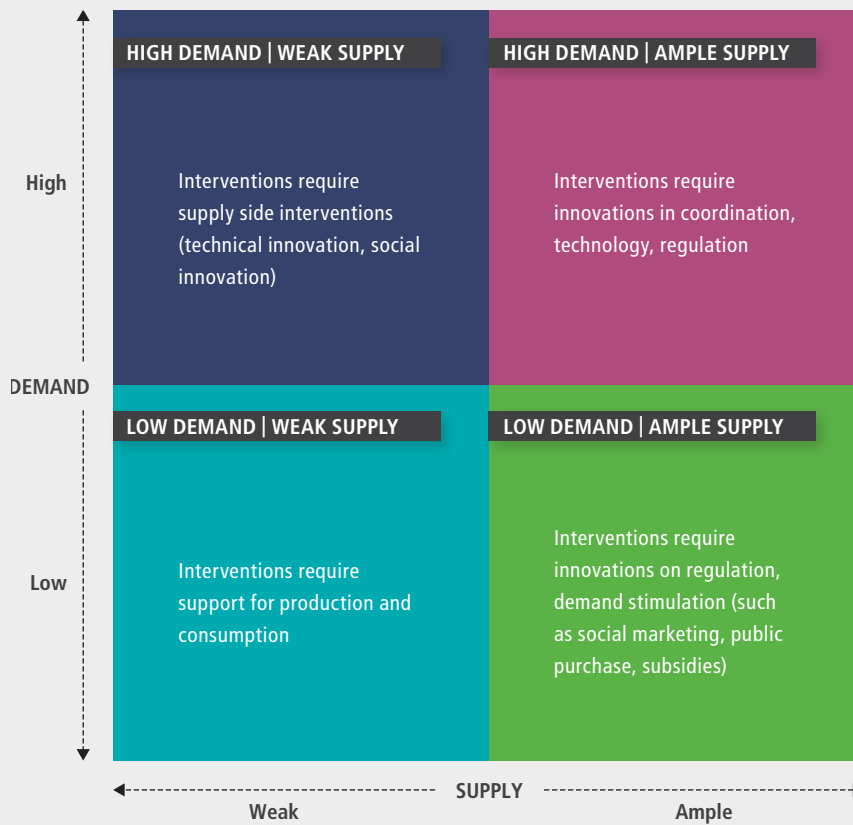 HIGH DEMAND | WEAK SUPPLY
HIGH DEMAND | AMPLE SUPPLY
High
Interventions require
supply side interventions
(technical innovation, social
innovation)
Interventions require
innovations in coordination,
technology, regulation
DEMAND
LOW DEMAND | WEAK SUPPLY
LOW DEMAND | AMPLE SUPPLY
Low
Interventions require
support for production and
consumption
Interventions require
innovations on regulation,
demand stimulation (such
as social marketing, public
purchase, subsidies)
SUPPLY
Weak
Ample